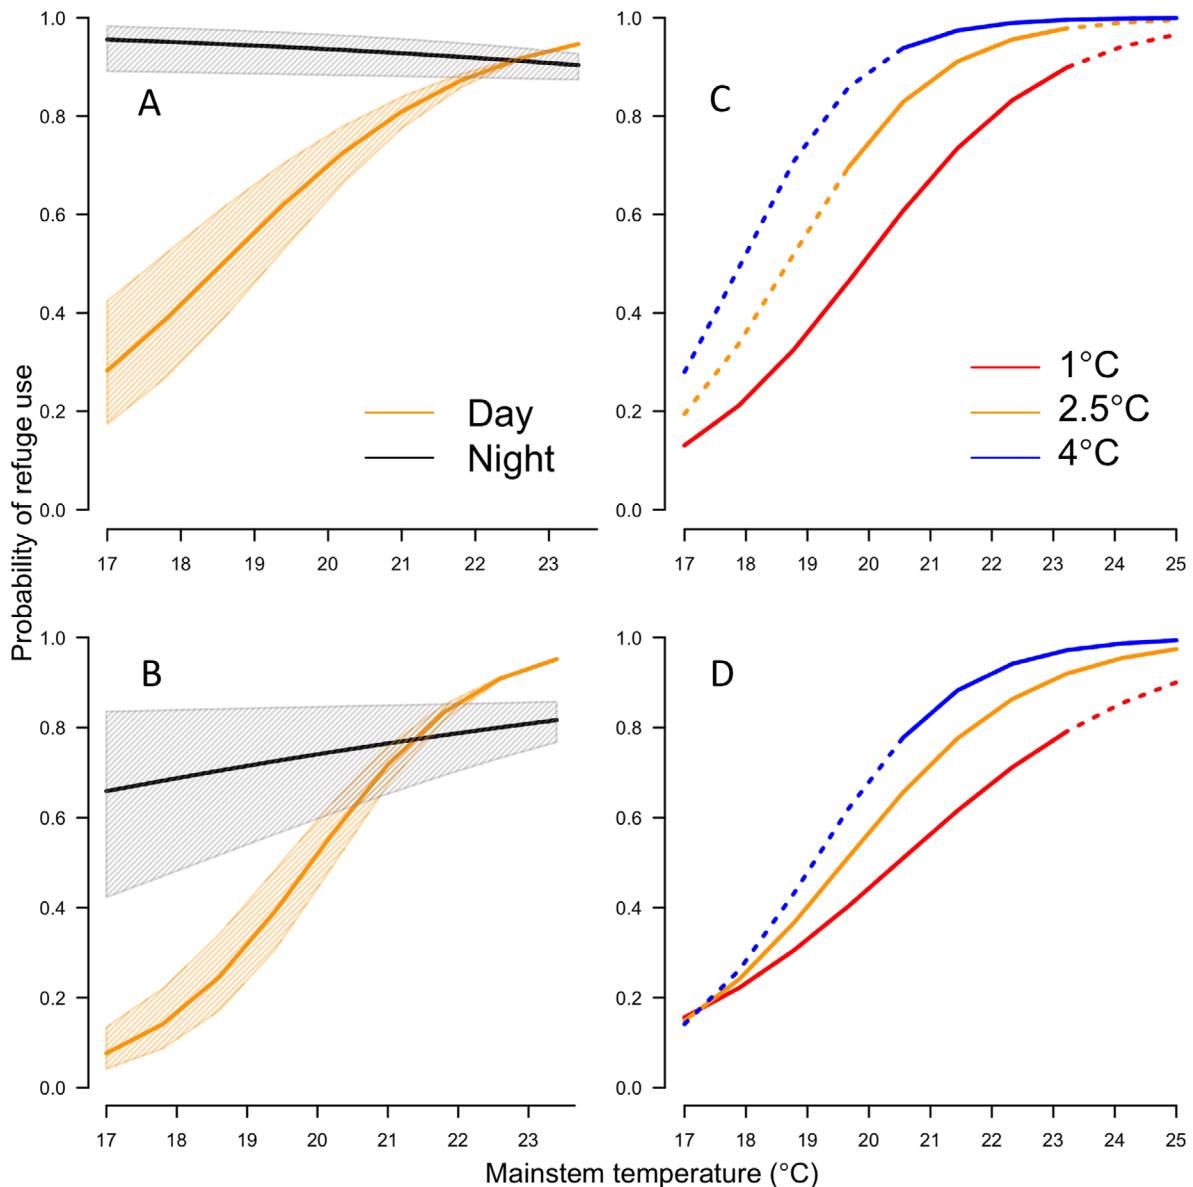 1.0
0.8
0.6
0.4
0.2
0.0
A
Day
Night
17 18 19 20 21 22 23
1.0
0.8
0.6
0.4
0.2
0.0
C
1°C
2.5°C
4°C
17 18 19 20 21 22 23 24 25
Probability of refuge use
1.0
0.8
0.6
0.4
0.2
0.0
B
17 18 19 20 21 22 23
1.0
0.8
0.6
0.4
0.2
0.0
D
17 18 19 20 21 22 23 24 25
Mainstem temperature (°C)